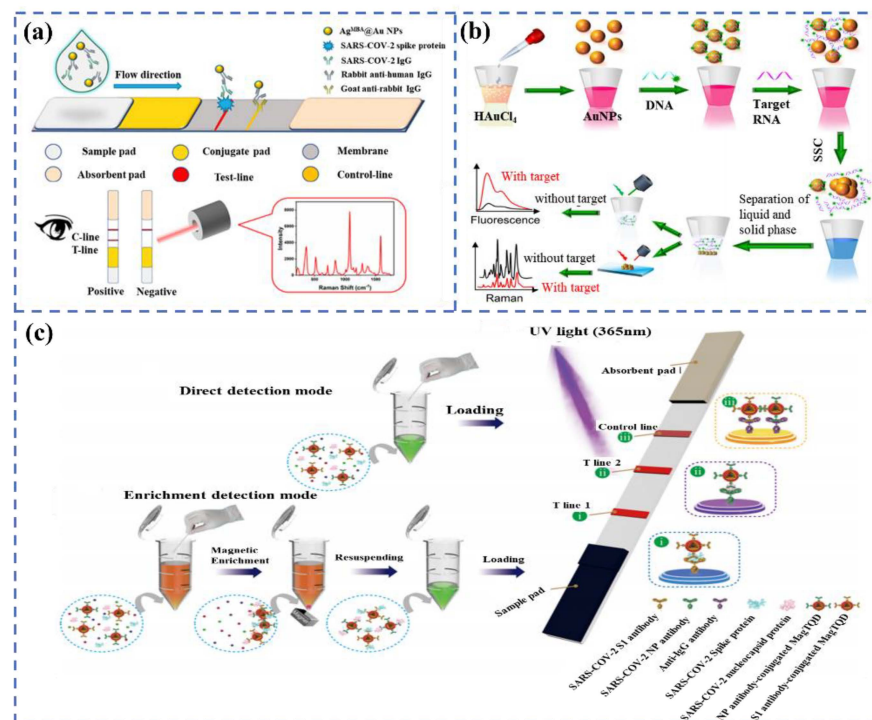 (a)
Ag^MBA@Au NPs
SARS-COV-2 spike protein
SARS-COV-2 IgG
Rabbit anti-human IgG
Goat anti-rabbit IgG
Flow direction
Sample pad
Conjugate pad
Membrane
Absorbent pad
Test-line
Control-line
C-line
T-line
Positive
Negative
Intensity
Raman Shift (cm⁻¹)
(b)
HAuCl₄
AuNPs
DNA
Target
RNA
SSC
With target
without target
Fluorescence
Separation of
liquid and
solid phase
without target
Raman
With target
(c)
UV light (365nm)
Absorbent pad
Direct detection mode
Loading
Control line
iii
T line 2
ii
T line 1
i
Sample pad
iii
ii
i
Enrichment detection mode
Magnetic
Enrichment
Resuspending
Loading
SARS-COV-2 S1 antibody
SARS-COV-2 NP antibody
Anti-IgG antibody
SARS-COV-2 Spike protein
SARS-COV-2 nucleocapoid protein
NP antibody-conjugated MagTQD
S1 antibody-conjugated MagTQD